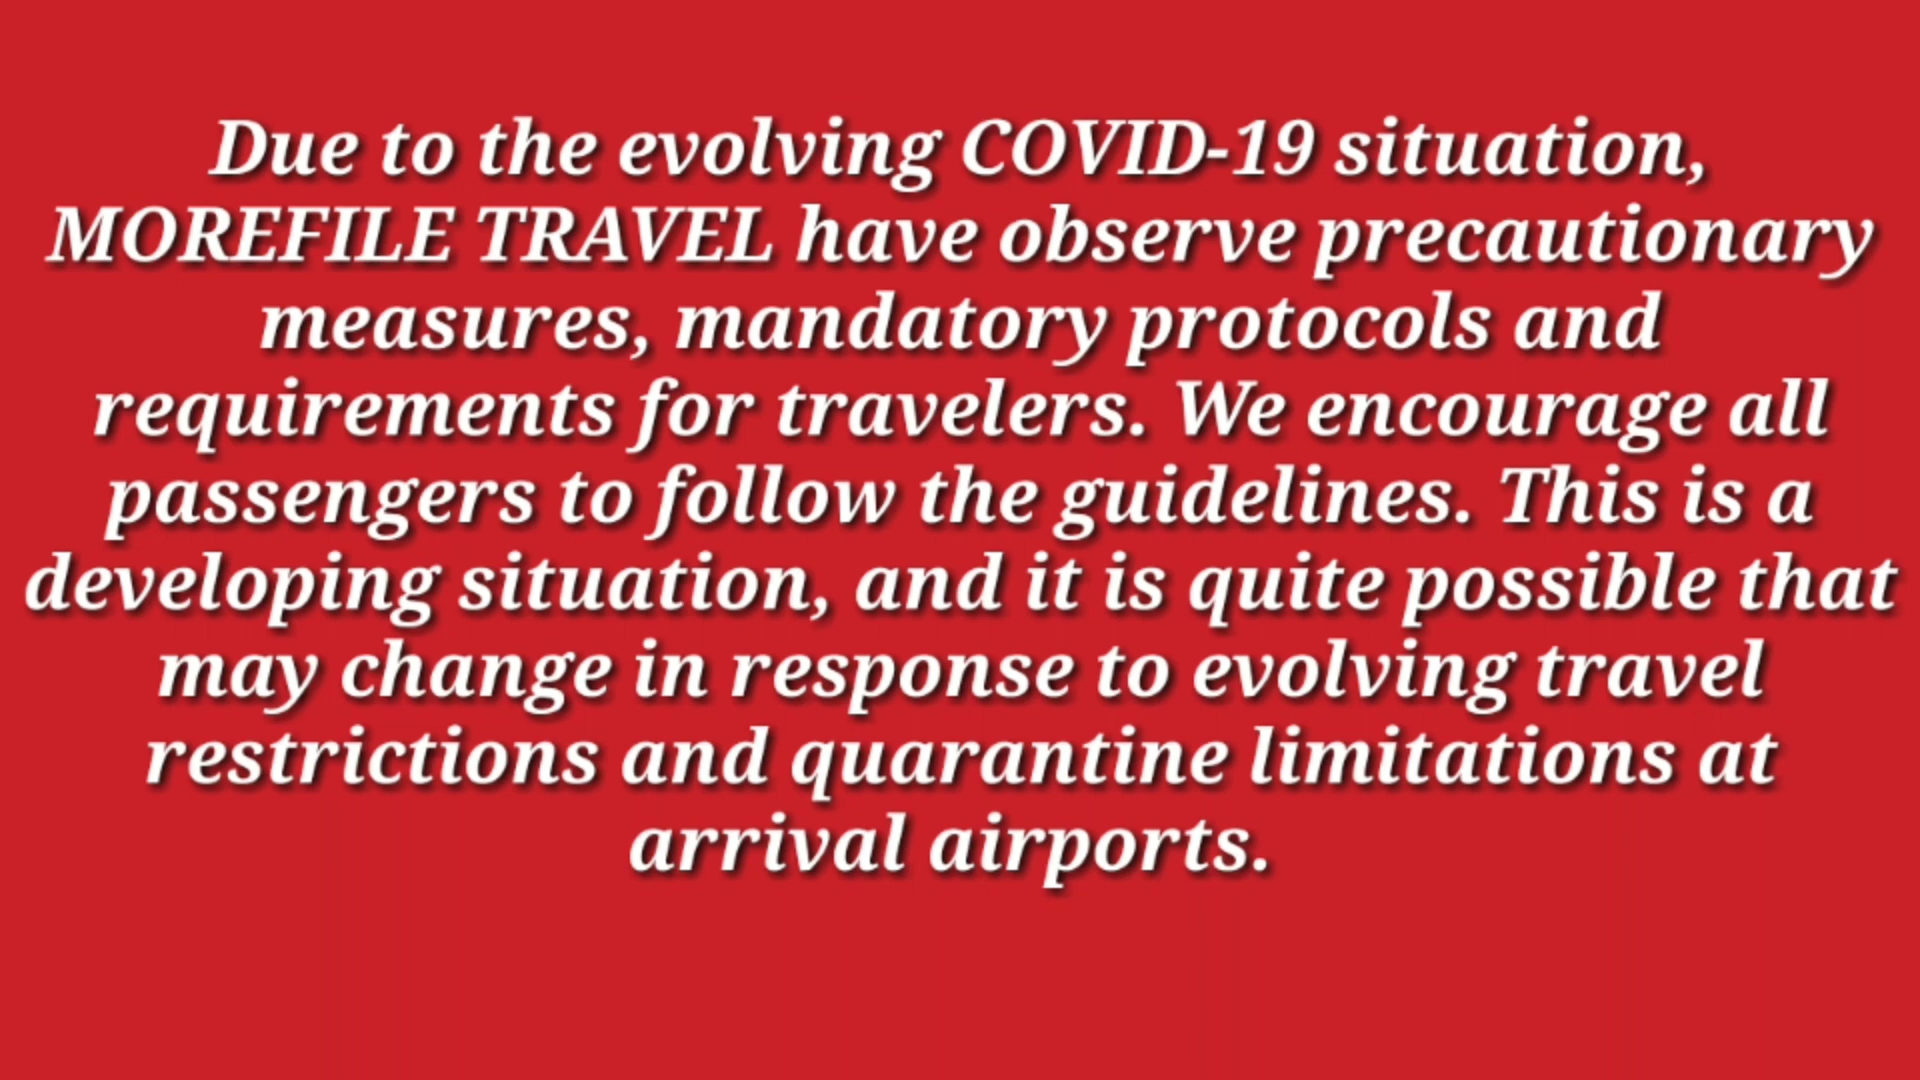 Due to the evolving COVID-19 situation,
MOREFILE TRAVEL have observe precautionary
measures, mandatory protocols and
requirements for travelers. We encourage all
passengers to follow the guidelines. This is a
developing situation, and it is quite possible that
may change in response to evolving travel
restrictions and quarantine limitations at
arrival airports.